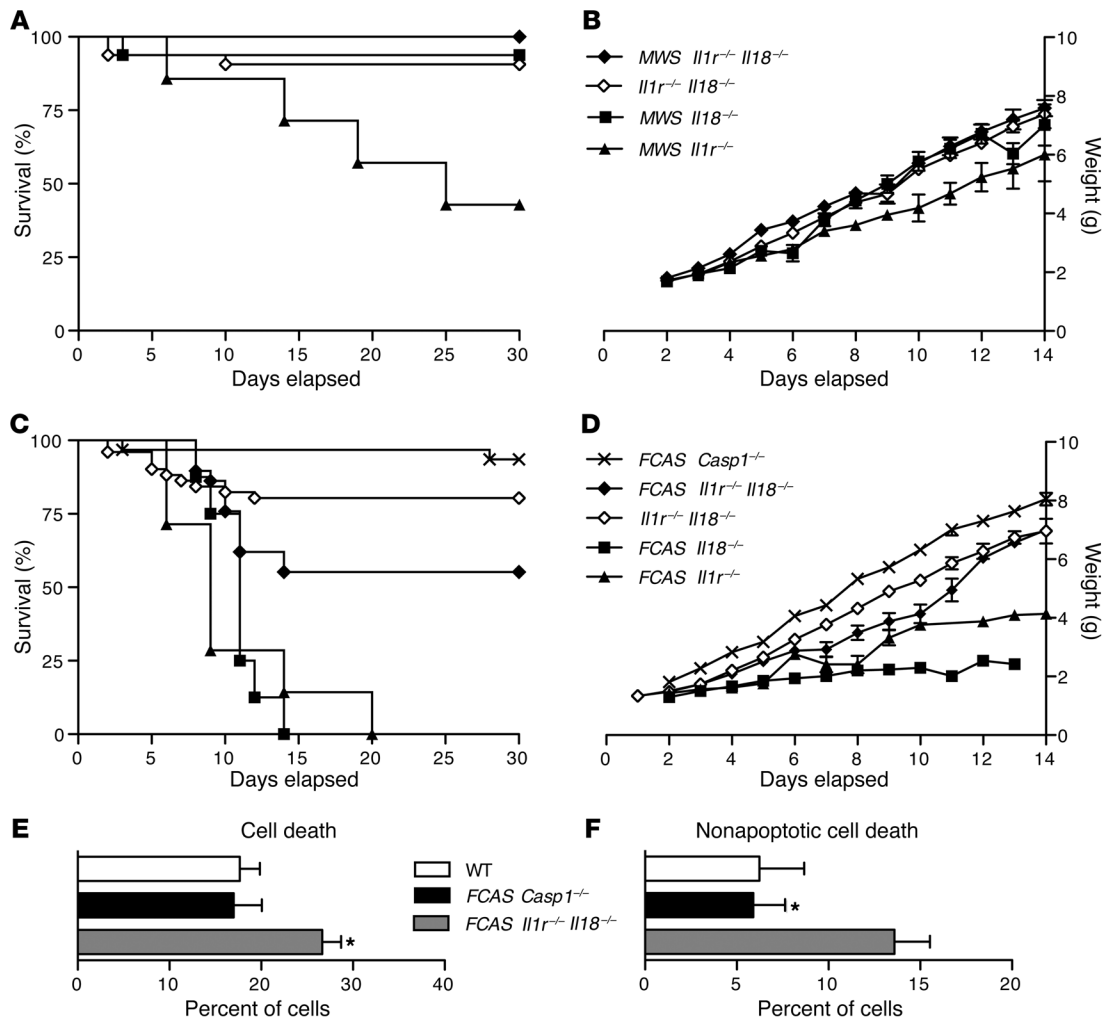 A
100
75
50
25
0
Survival (%)
0 5 10 15 20 25 30
Days elapsed
B
MWS Il1r–/– Il18–/–
Il1r–/– Il18–/–
MWS Il18–/–
MWS Il1r–/–
10
8
6
4
2
0
Weight (g)
0 2 4 6 8 10 12 14
Days elapsed
C
100
75
50
25
0
Survival (%)
0 5 10 15 20 25 30
Days elapsed
D
FCAS Casp1–/–
FCAS Il1r–/– Il18–/–
Il1r–/– Il18–/–
FCAS Il18–/–
FCAS Il1r–/–
10
8
6
4
2
0
Weight (g)
0 2 4 6 8 10 12 14
Days elapsed
E
Cell death
*
0 10 20 30 40
Percent of cells
WT
FCAS Casp1–/–
FCAS Il1r–/– Il18–/–
F
Nonapoptotic cell death
*
0 5 10 15 20
Percent of cells